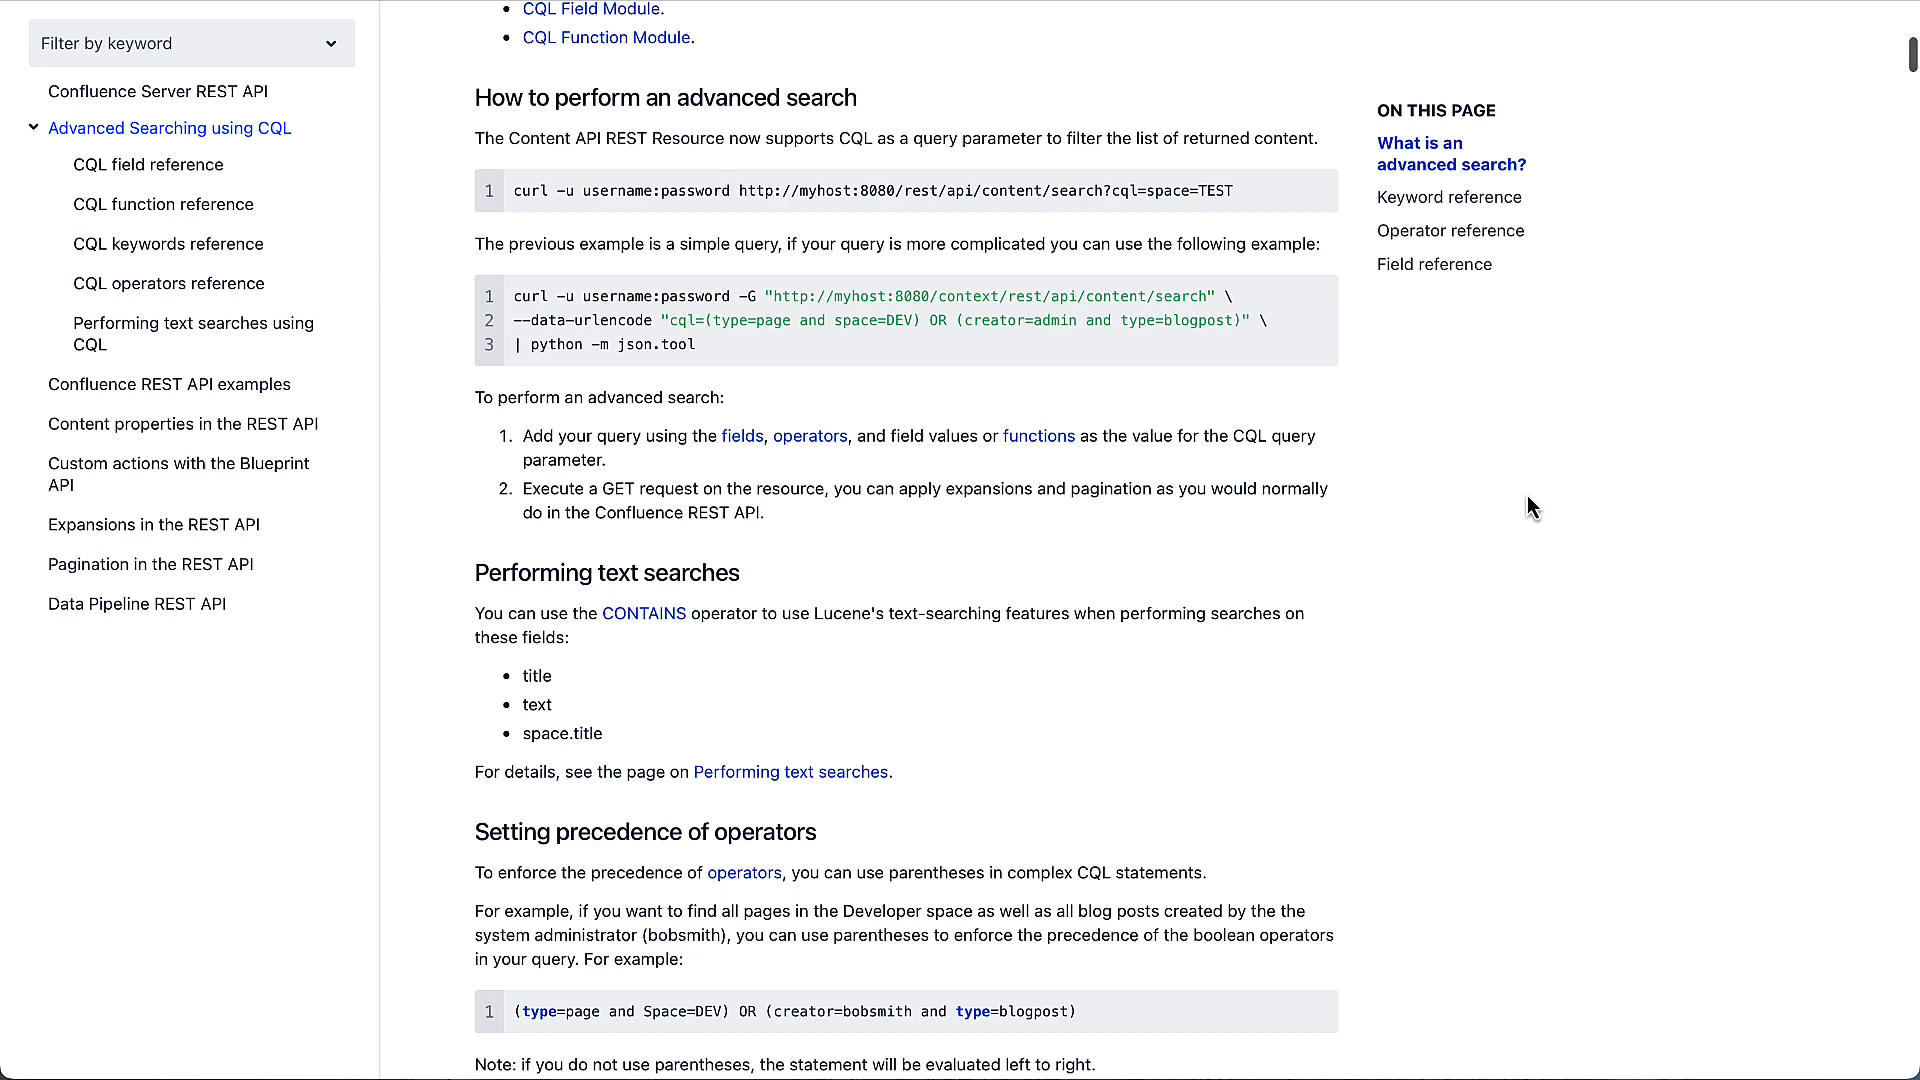 Filter by keyword
Confluence Server REST API
Advanced Searching using CQL
CQL field reference
CQL function reference
CQL keywords reference
CQL operators reference
Performing text searches using
CQL
Confluence REST API examples
Content properties in the REST API
Custom actions with the Blueprint
API
Expansions in the REST API
Pagination in the REST API
Data Pipeline REST API
• CQL Field Module.
• CQL Function Module.
How to perform an advanced search
The Content API REST Resource now supports CQL as a query parameter to filter the list of returned content.
1 curl -u username:password http://myhost:8080/rest/api/content/search?cql=space=TEST
The previous example is a simple query, if your query is more complicated you can use the following example:
1 curl -u username:password -G "http://myhost:8080/context/rest/api/content/search" \
2 --data-urlencode "cql=(type=page and space=DEV) OR (creator=admin and type=blogpost)" \
3 | python -m json.tool
To perform an advanced search:
1. Add your query using the fields, operators, and field values or functions as the value for the CQL query
parameter.
2. Execute a GET request on the resource, you can apply expansions and pagination as you would normally
do in the Confluence REST API.
Performing text searches
You can use the CONTAINS operator to use Lucene's text-searching features when performing searches on
these fields:
• title
• text
• space.title
For details, see the page on Performing text searches.
Setting precedence of operators
To enforce the precedence of operators, you can use parentheses in complex CQL statements.
For example, if you want to find all pages in the Developer space as well as all blog posts created by the the
system administrator (bobsmith), you can use parentheses to enforce the precedence of the boolean operators
in your query. For example:
1 (type=page and Space=DEV) OR (creator=bobsmith and type=blogpost)
Note: if you do not use parentheses, the statement will be evaluated left to right.
ON THIS PAGE
What is an
advanced search?
Keyword reference
Operator reference
Field reference